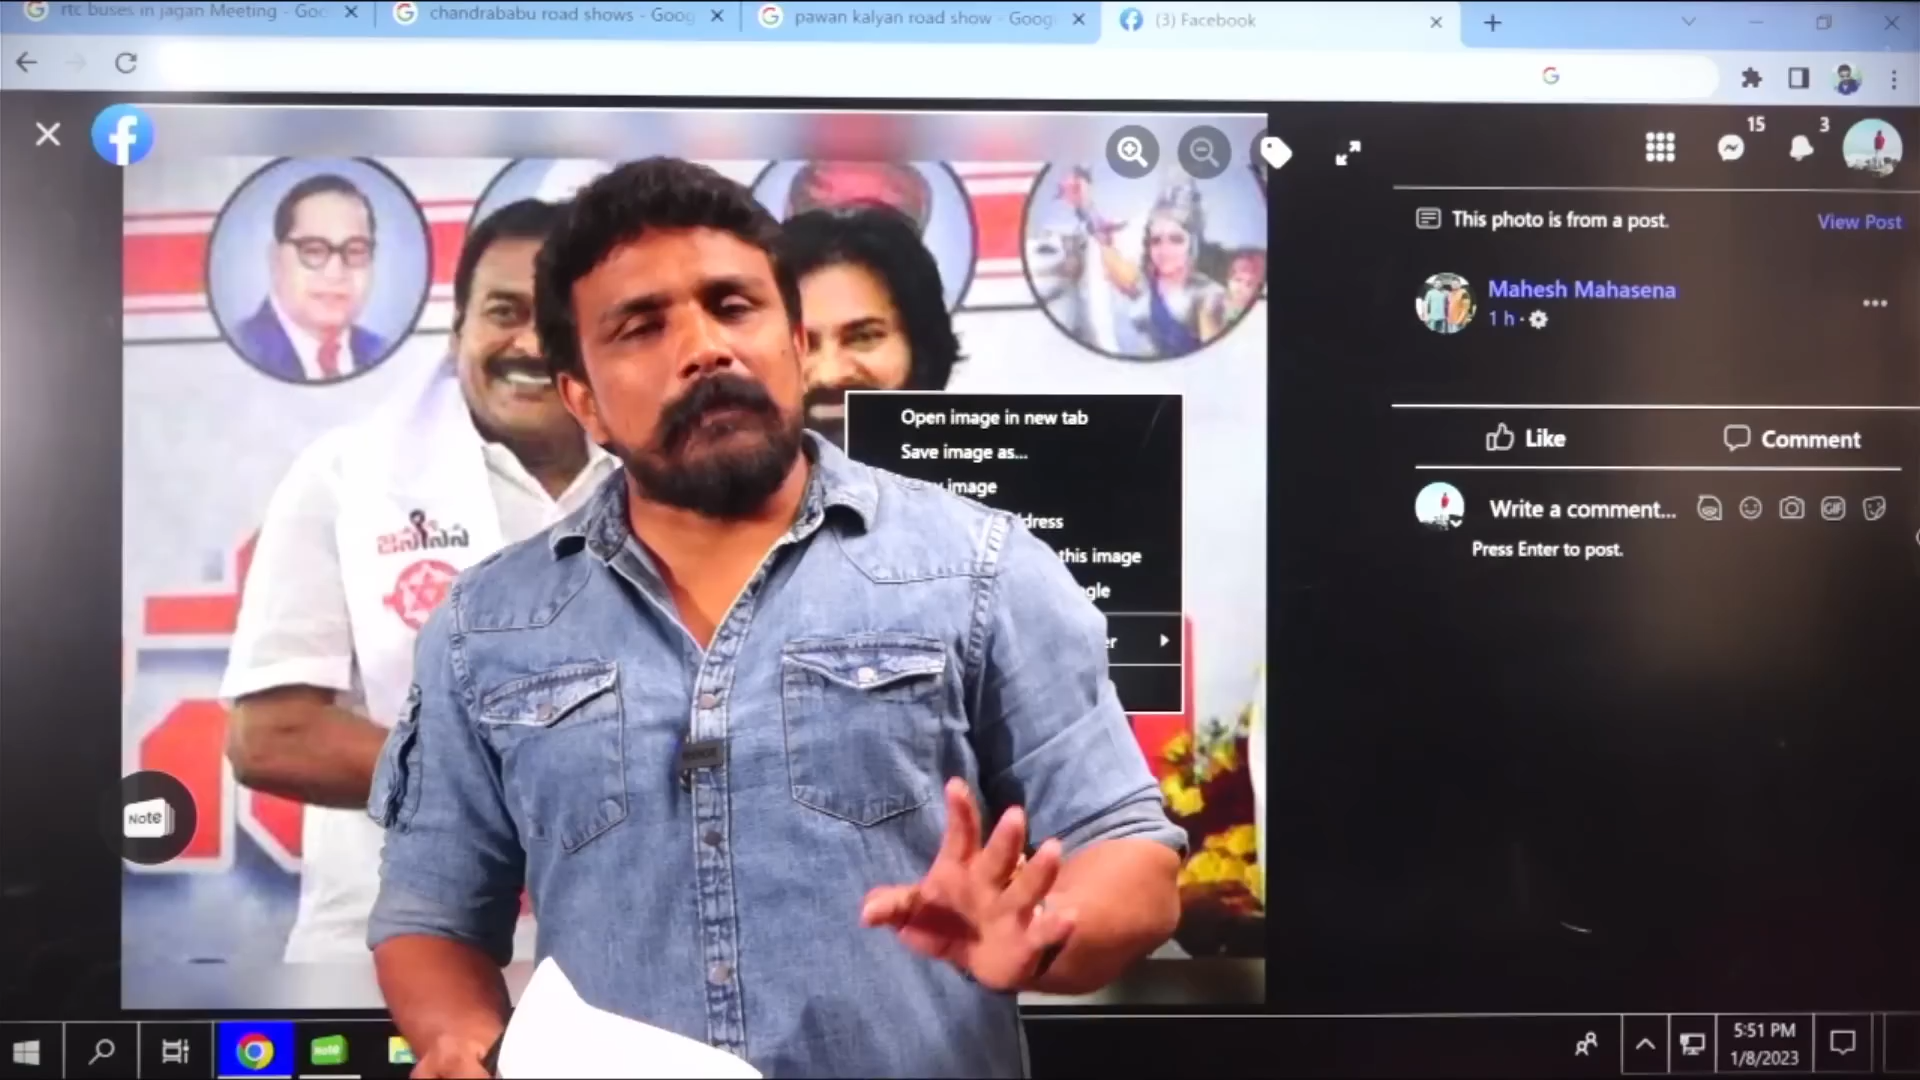 rtc buses in jagan Meeting - Goo
chandrababu road shows - Goog
pawan kalyan road show - Goog
(3) Facebook
15
3
This photo is from a post.
View Post
Mahesh Mahasena
1 h
Open image in new tab
Save image as...
image
this image
Like
Comment
Write a comment...
GIF
Press Enter to post.
జనసేన
Note
note
5:51 PM
1/8/2023